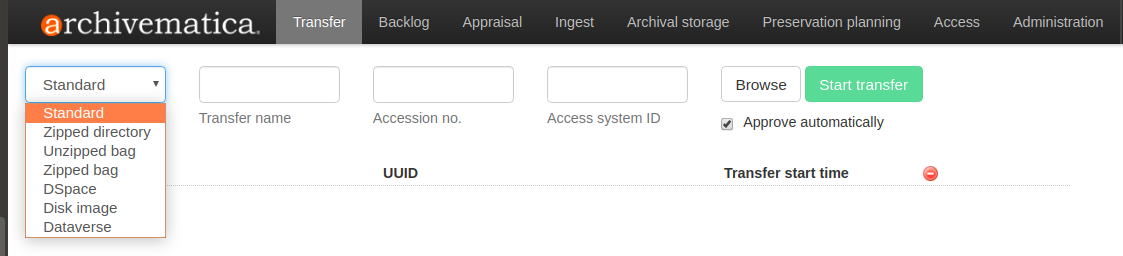 archivematica.
Transfer
Backlog
Appraisal
Ingest
Archival storage
Preservation planning
Access
Administration
Standard
Browse
Start transfer
Standard
Zipped directory
Unzipped bag
Zipped bag
DSpace
Disk image
Dataverse
Transfer name
Accession no.
Access system ID
Approve automatically
UUID
Transfer start time